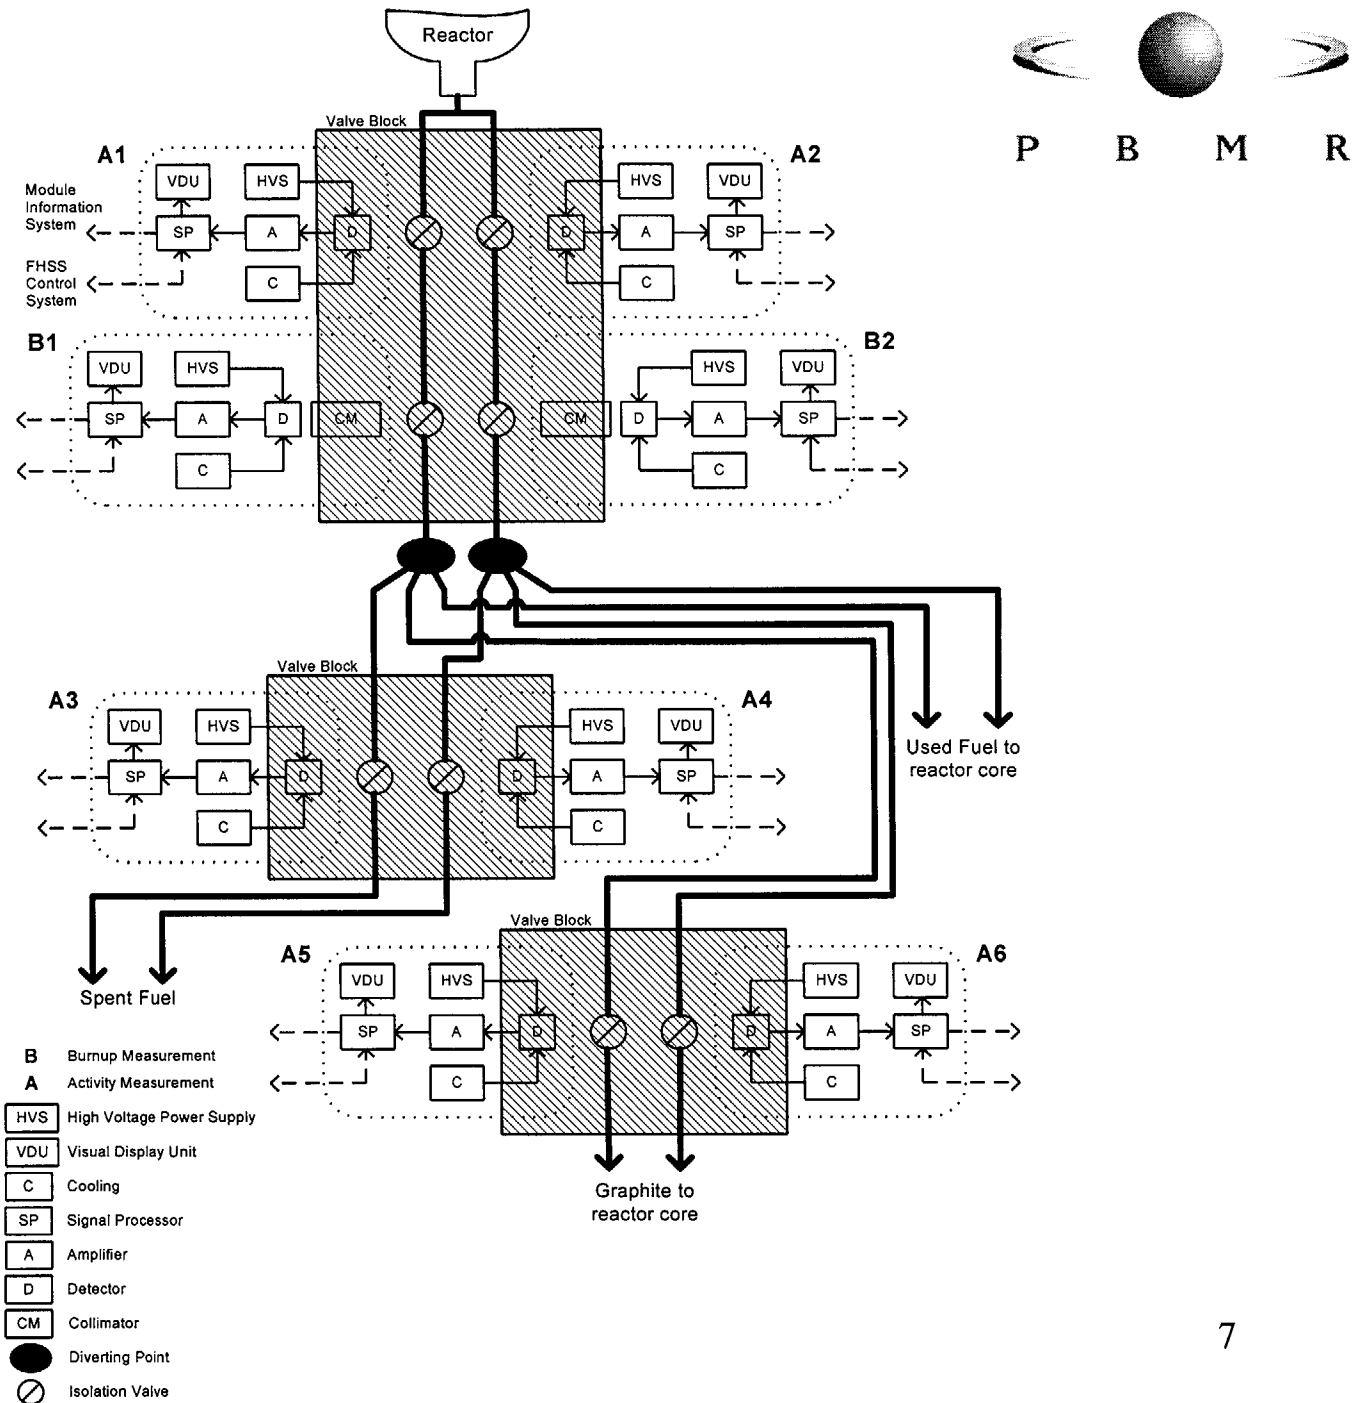 Reactor
P B M R
Valve Block
A1
A2
VDU
HVS
HVS
VDU
Module
Information
System
SP
A
D
D
A
SP
FHSS
Control
System
C
C
B1
B2
VDU
HVS
HVS
VDU
SP
A
D
CM
CM
D
A
SP
C
C
Valve Block
A3
A4
VDU
HVS
HVS
VDU
Used Fuel to
reactor core
SP
A
D
D
A
SP
C
C
Valve Block
A5
A6
VDU
HVS
HVS
VDU
Spent Fuel
SP
A
D
D
A
SP
C
C
B Burnup Measurement
A Activity Measurement
HVS High Voltage Power Supply
VDU Visual Display Unit
C Cooling
SP Signal Processor
A Amplifier
D Detector
CM Collimator
Diverting Point
Isolation Valve
Graphite to
reactor core
7